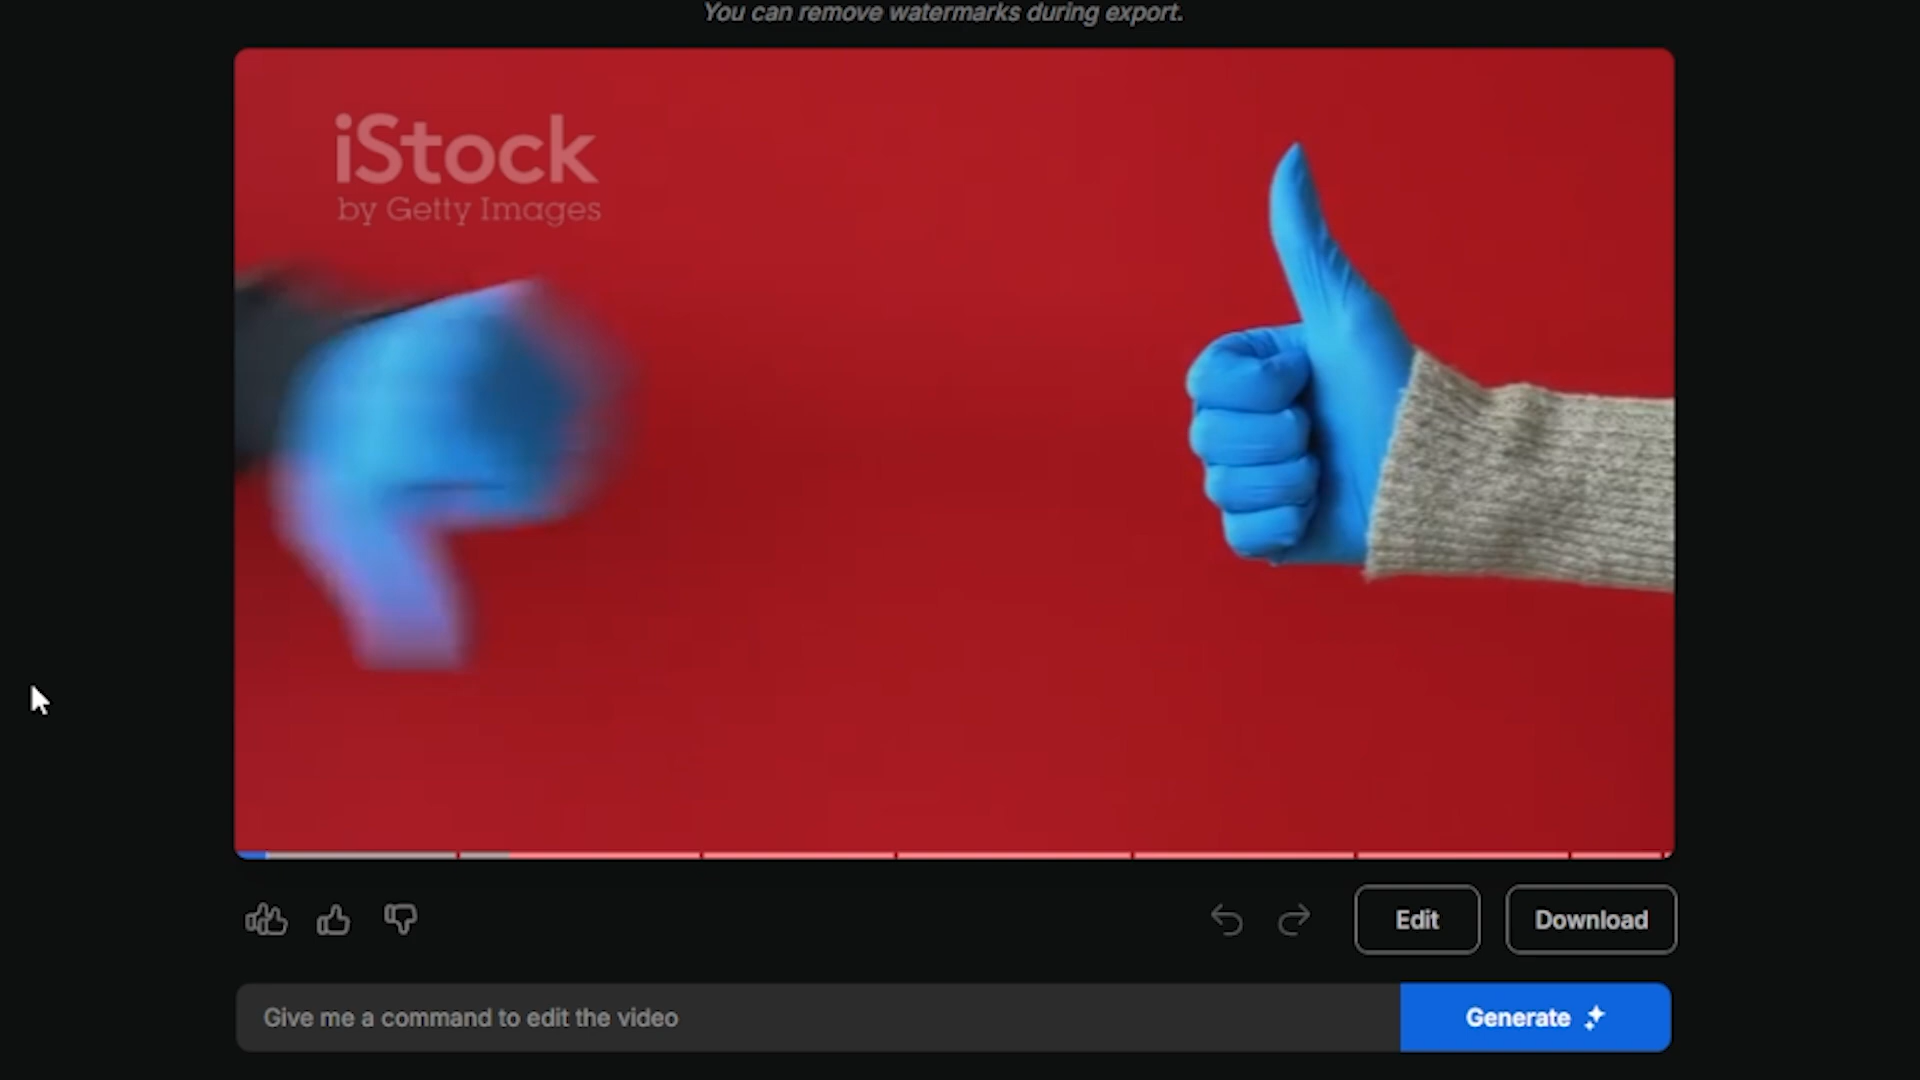 You can remove watermarks during export.
iStock
by Getty Images
Edit
Download
Give me a command to edit the video
Generate